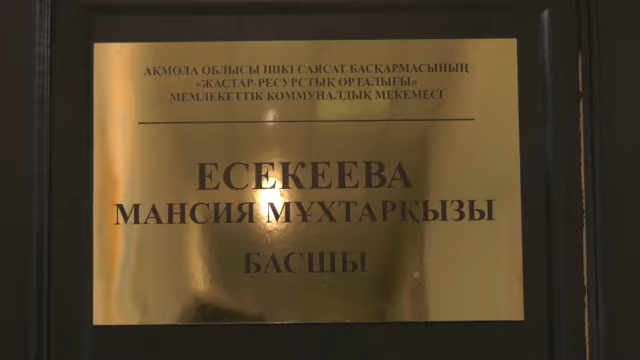 АҚМОЛА ОБЛЫСЫ ІШКІ САЯСАТ БАСҚАРМАСЫНЫҢ
«ЖАСТАР-РЕСУРСТЫҚ ОРТАЛЫҒЫ»
МЕМЛЕКЕТТІК КОММУНАЛДЫҚ МЕКЕМЕСІ
ЕСЕКЕЕВА
МАНСИЯ МҰХТАРҚЫЗЫ
БАСШЫ